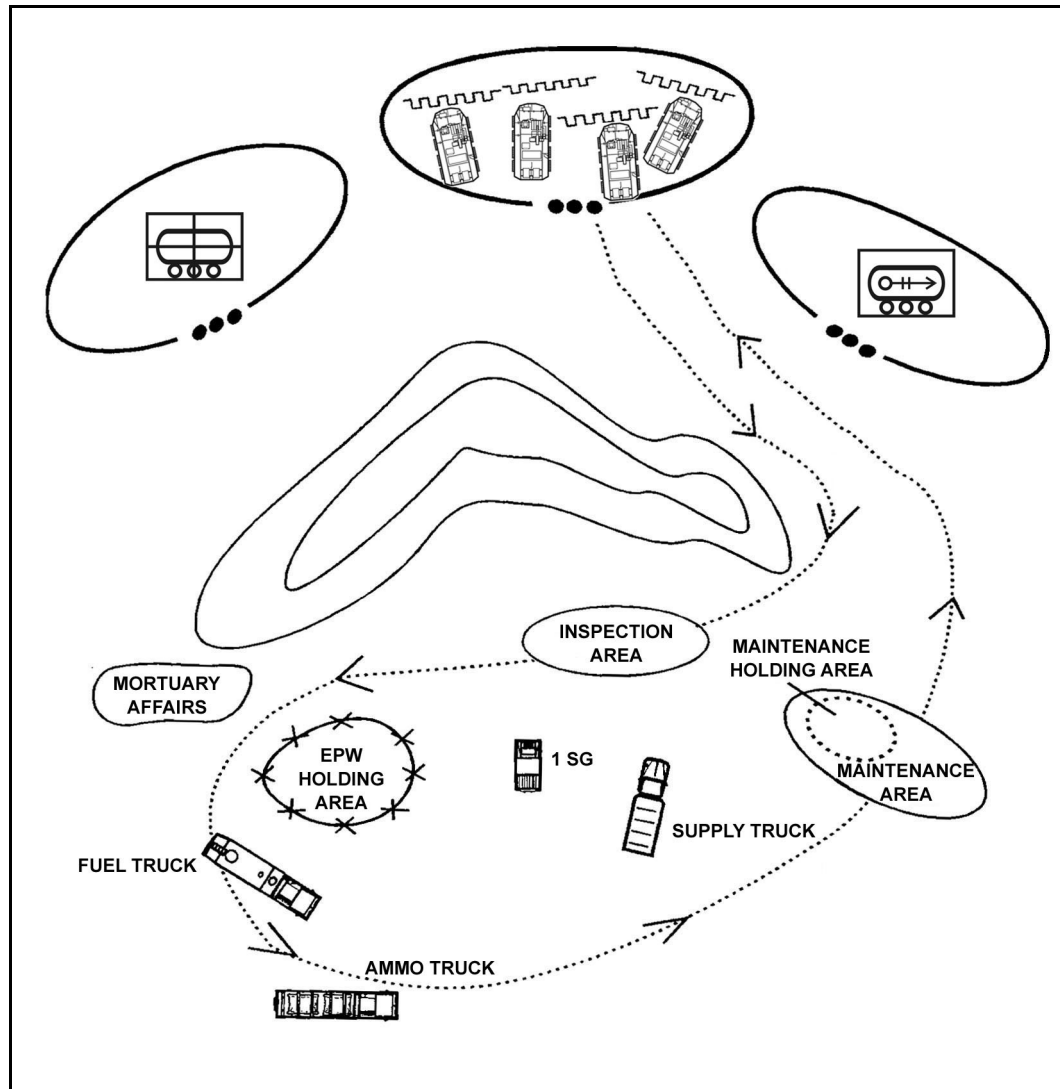 INSPECTION
AREA
MAINTENANCE
HOLDING AREA
MORTUARY
AFFAIRS
EPW
HOLDING
AREA
1 SG
MAINTENANCE
AREA
SUPPLY TRUCK
FUEL TRUCK
AMMO TRUCK